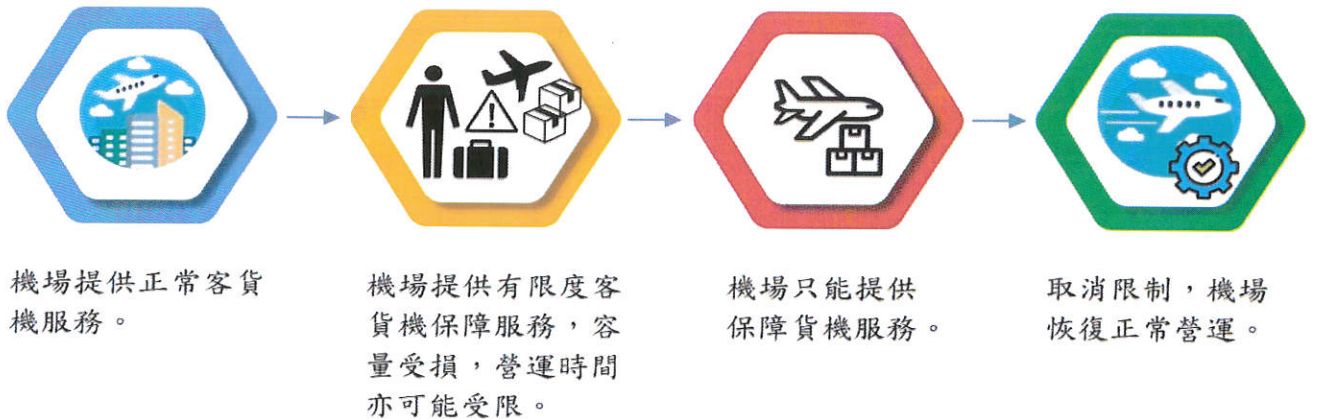 機場提供正常客貨
機服務。
機場提供有限度客
貨機保障服務，容
量受損，營運時間
亦可能受限。
機場只能提供
保障貨機服務。
取消限制，機場
恢復正常營運。